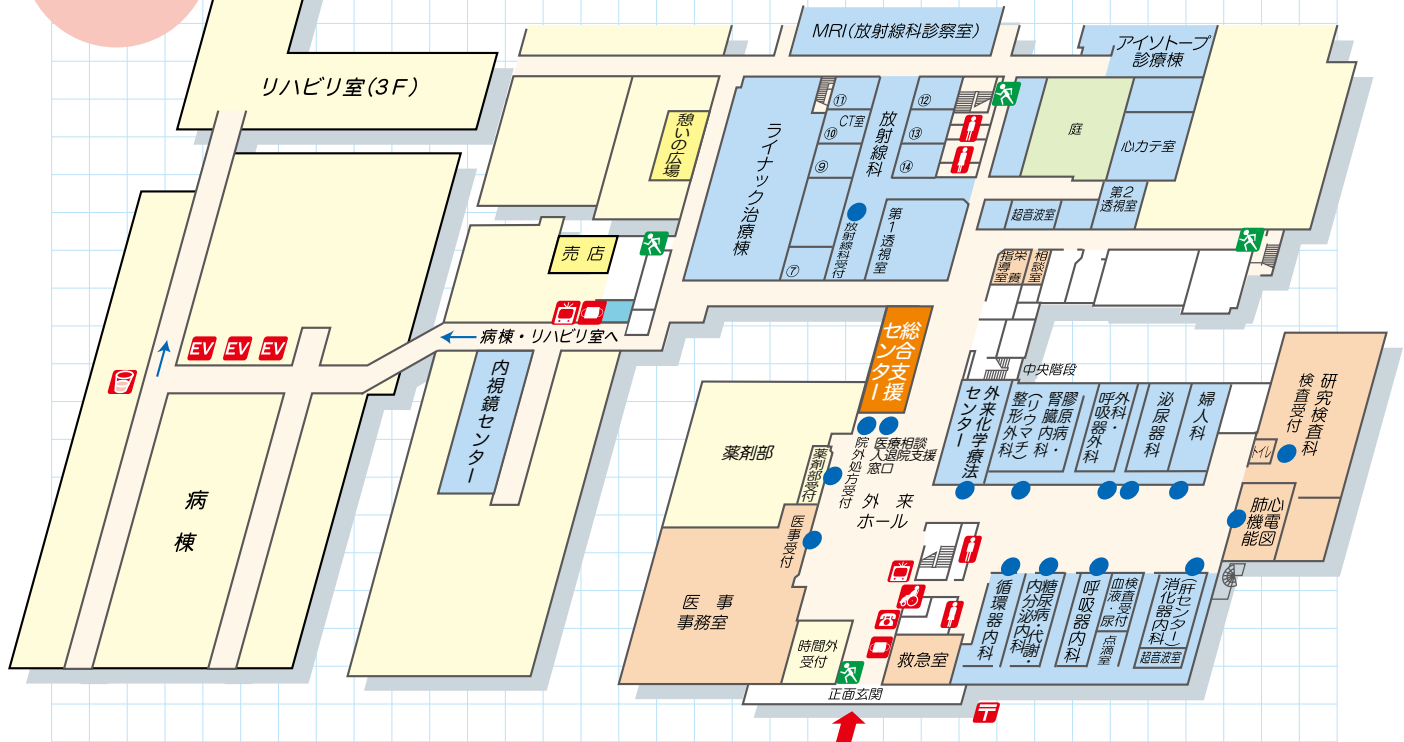 リハビリ室(3F)
MRI(放射線科診察室)
アイソトープ
診療棟
憩いの広場
ライナック治療棟
⑪
CT室
⑩
⑨
⑦
放射線科
⑫
⑬
⑭
放射線科受付
第1透視室
庭
心カテ室
第2
透視室
超音波室
売店
栄養
指導室
相談室
病棟・リハビリ室へ
EV
EV
EV
内視鏡センター
病棟
総合支援
センター
中央階段
薬剤部
薬剤部受付
院外処方受付
医療相談
入退院支援
窓口
外来
ホール
医事受付
医事
事務室
時間外
受付
救急室
正面玄関
外来化学療法
センター
膠原病・
腎臓内科・
(リウマチ)
整形外科
外科・
呼吸器外科
泌尿器科
婦人科
研究検査科
検査受付
トイレ
心電図
肺機能
循環器内科
糖尿病・代謝・
内分泌内科
呼吸器内科
検査受付
血液・尿
点滴室
(肝センター)
消化器内科
超音波室
〒